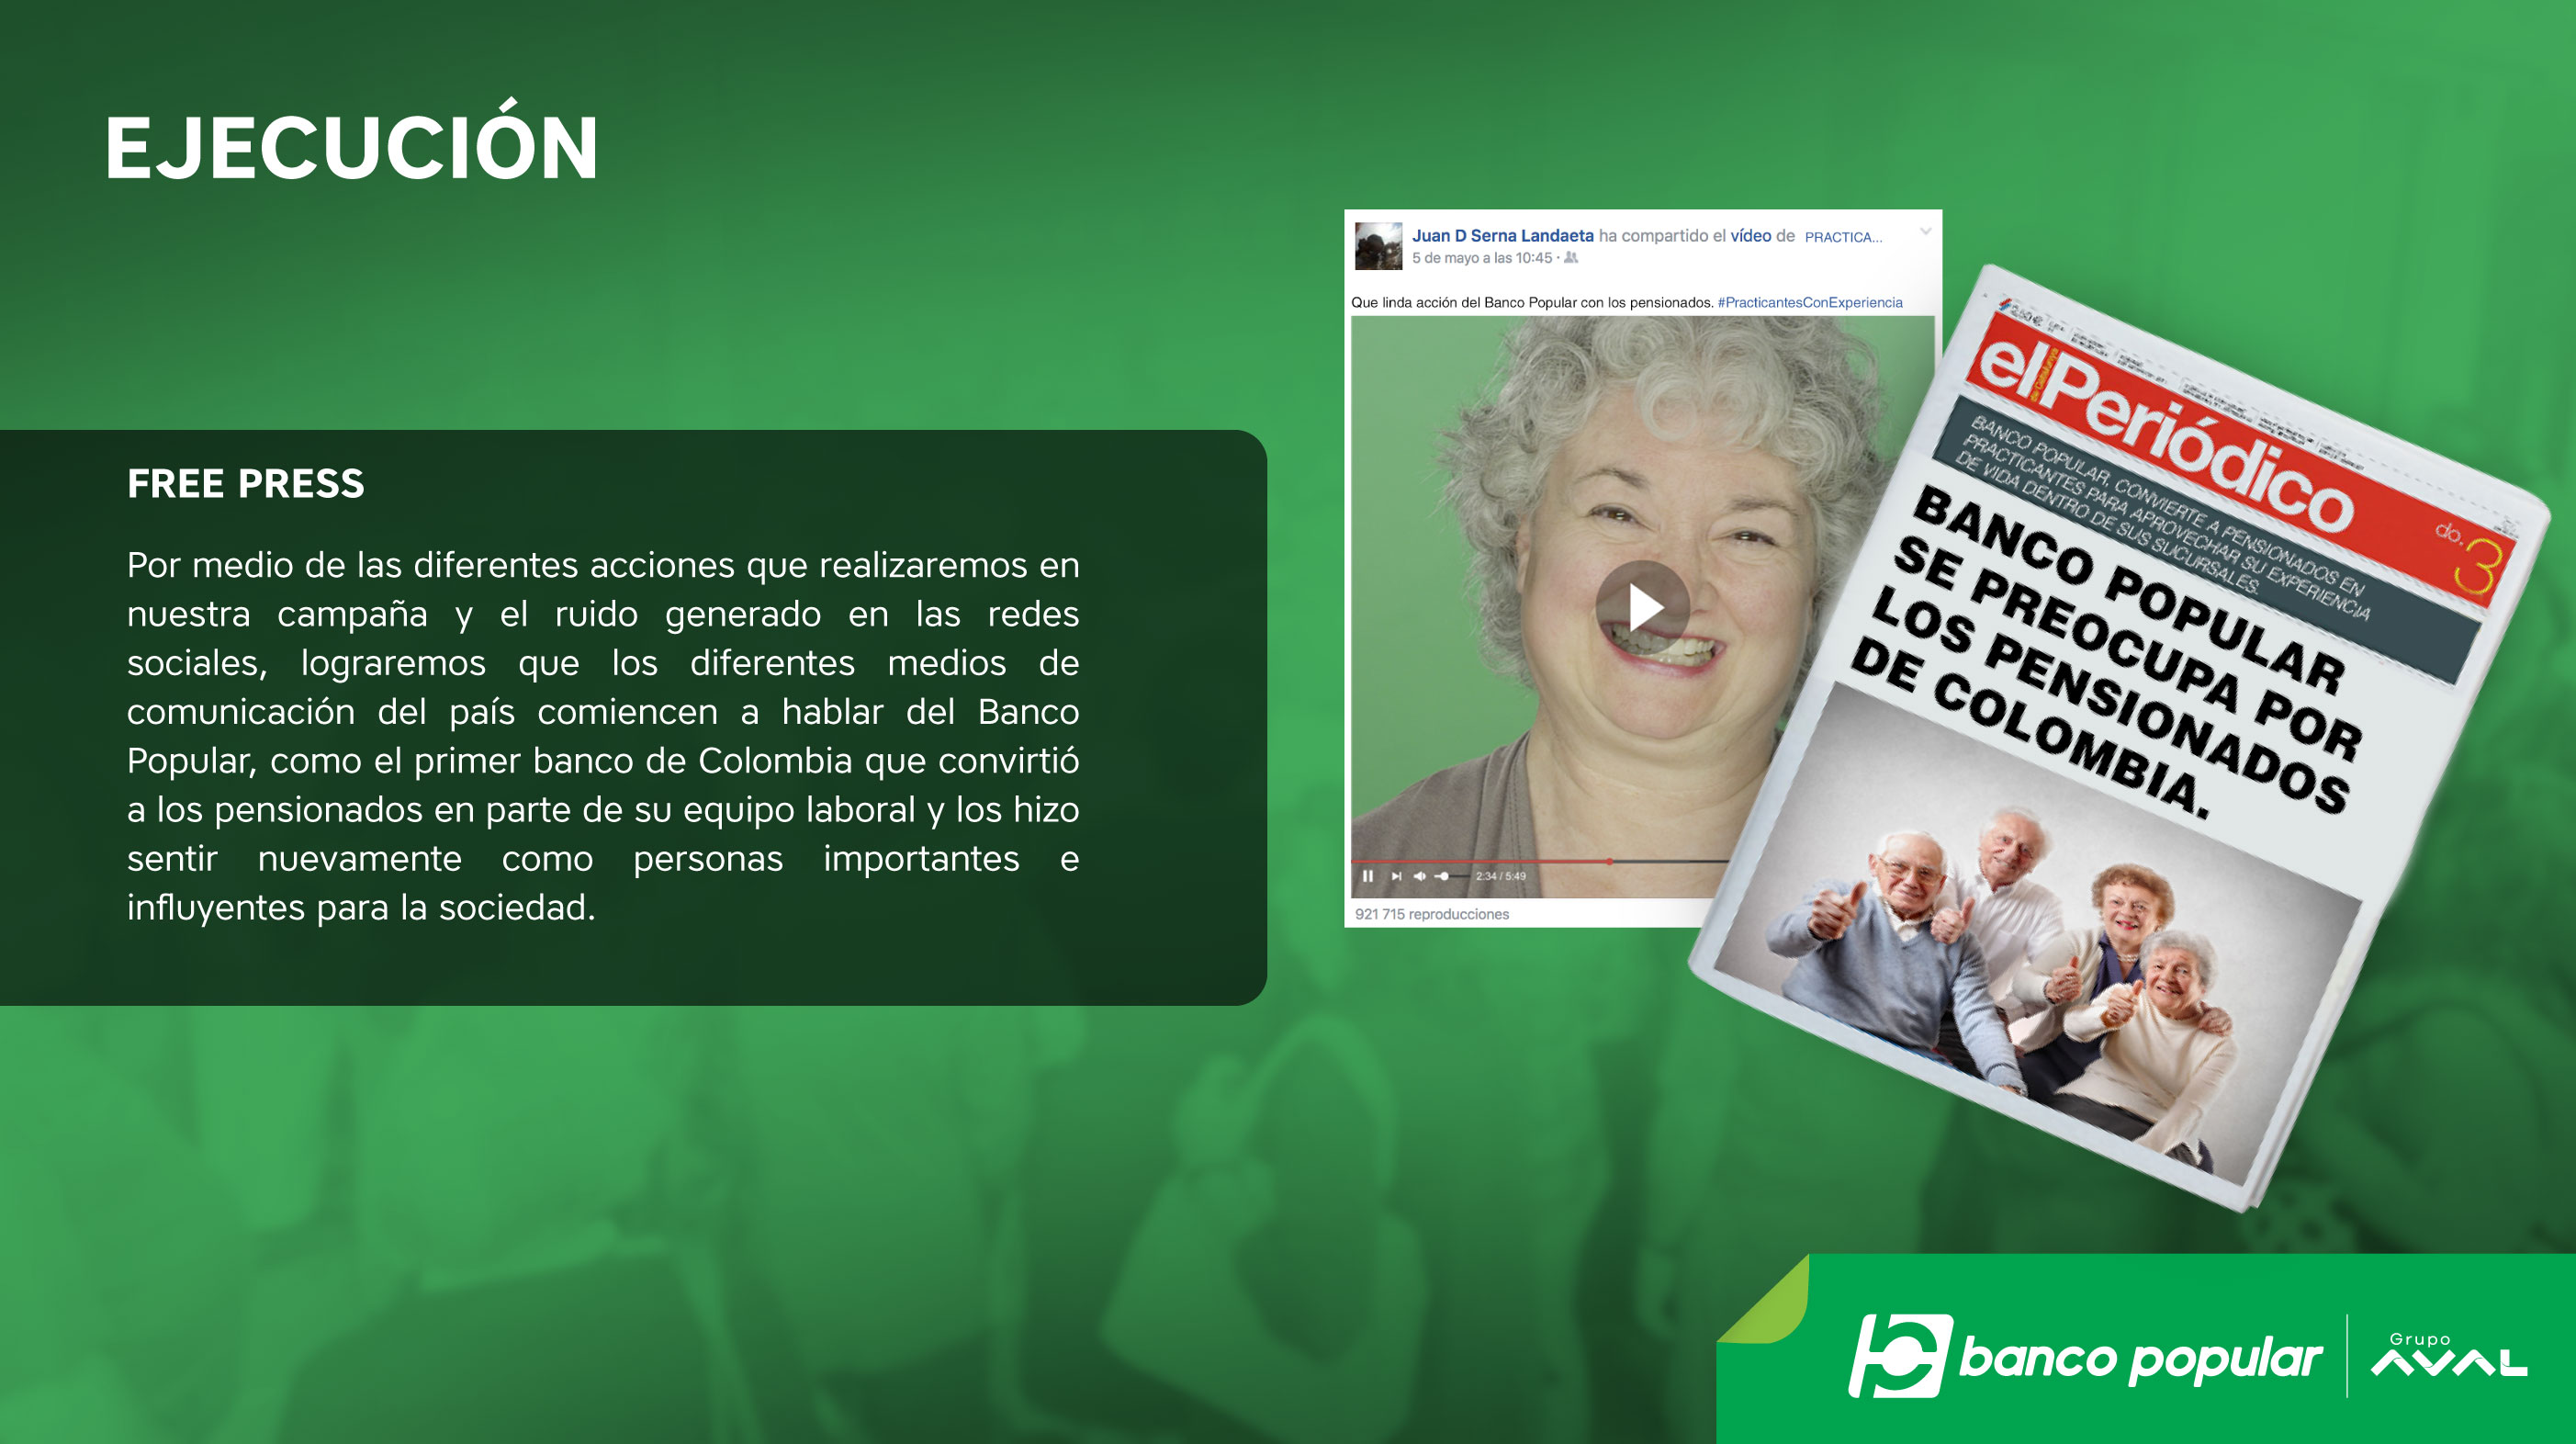 EJECUCIÓN
FREE PRESS
Por medio de las diferentes acciones que realizaremos en
nuestra campaña y el ruido generado en las redes
sociales, lograremos que los diferentes medios de
comunicación del país comiencen a hablar del Banco
Popular, como el primer banco de Colombia que convirtió
a los pensionados en parte de su equipo laboral y los hizo
sentir nuevamente como personas importantes e
influyentes para la sociedad.
Juan D Serna Landaeta ha compartido el vídeo de PRACTICA...
5 de mayo a las 10:45 ·
Que linda acción del Banco Popular con los pensionados. #PracticantesConExperiencia
2:34 / 5:49
921 715 reproducciones
elPeriódico
do. 3
BANCO POPULAR, CONVIERTE A PENSIONADOS EN
PRACTICANTES PARA APROVECHAR SU EXPERIENCIA
DE VIDA DENTRO DE SUS SUCURSALES.
BANCO POPULAR
SE PREOCUPA POR
LOS PENSIONADOS
DE COLOMBIA.
banco popular
Grupo
AVAL